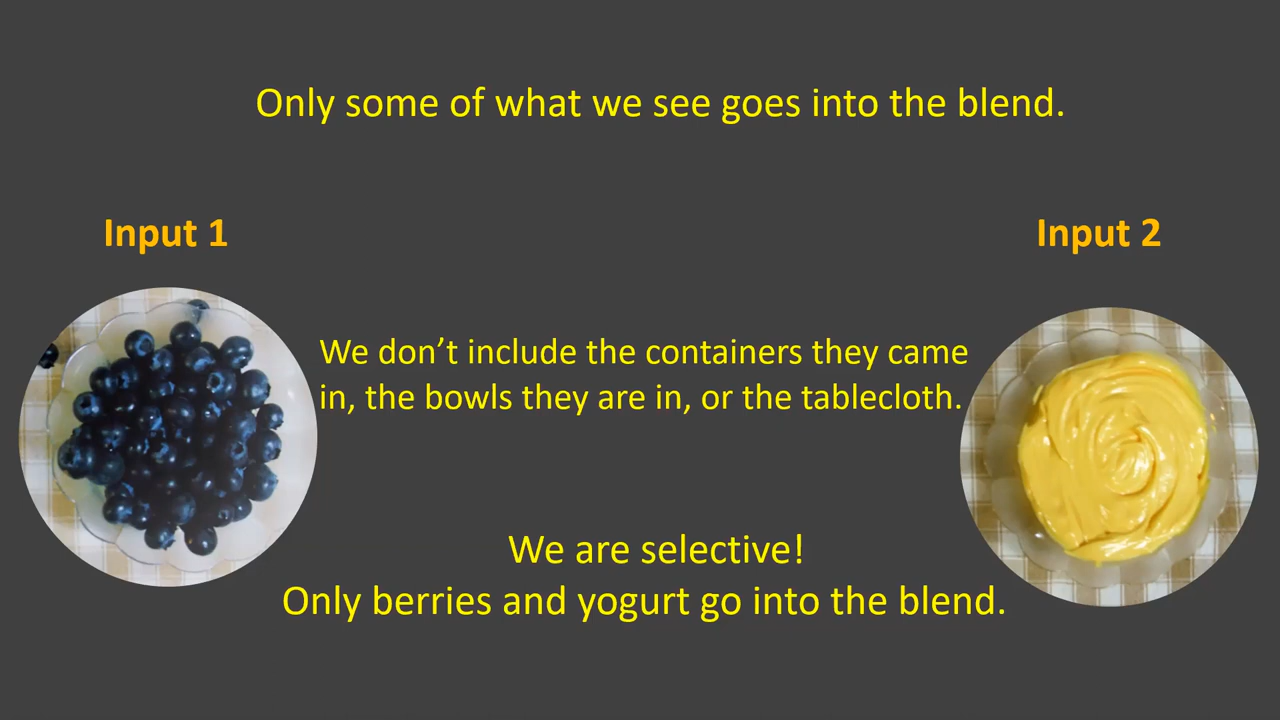 Only some of what we see goes into the blend.
Input 1
Input 2
We don’t include the containers they came
in, the bowls they are in, or the tablecloth.
We are selective!
Only berries and yogurt go into the blend.